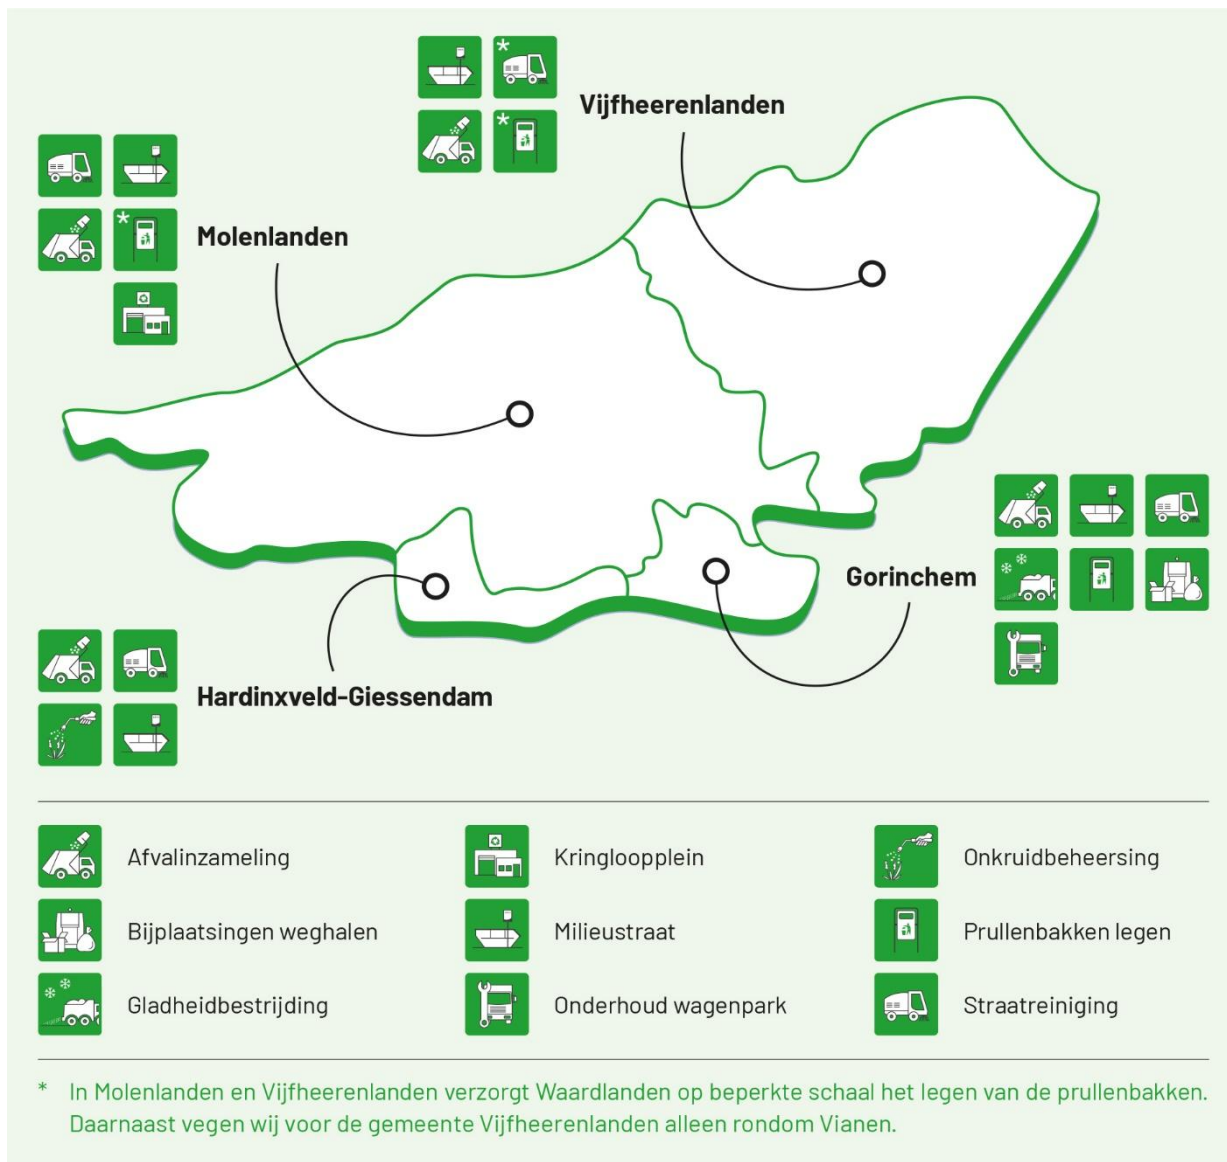 *
Vijfheerenlanden
*
Molenlanden
*
Gorinchem
Hardinxveld-Giessendam
Afvalinzameling
Kringloopplein
Onkruidbeheersing
Bijplaatsingen weghalen
Milieustraat
Prullenbakken legen
Gladheidbestrijding
Onderhoud wagenpark
Straatreiniging
* In Molenlanden en Vijfheerenlanden verzorgt Waardlanden op beperkte schaal het legen van de prullenbakken.
Daarnaast vegen wij voor de gemeente Vijfheerenlanden alleen rondom Vianen.